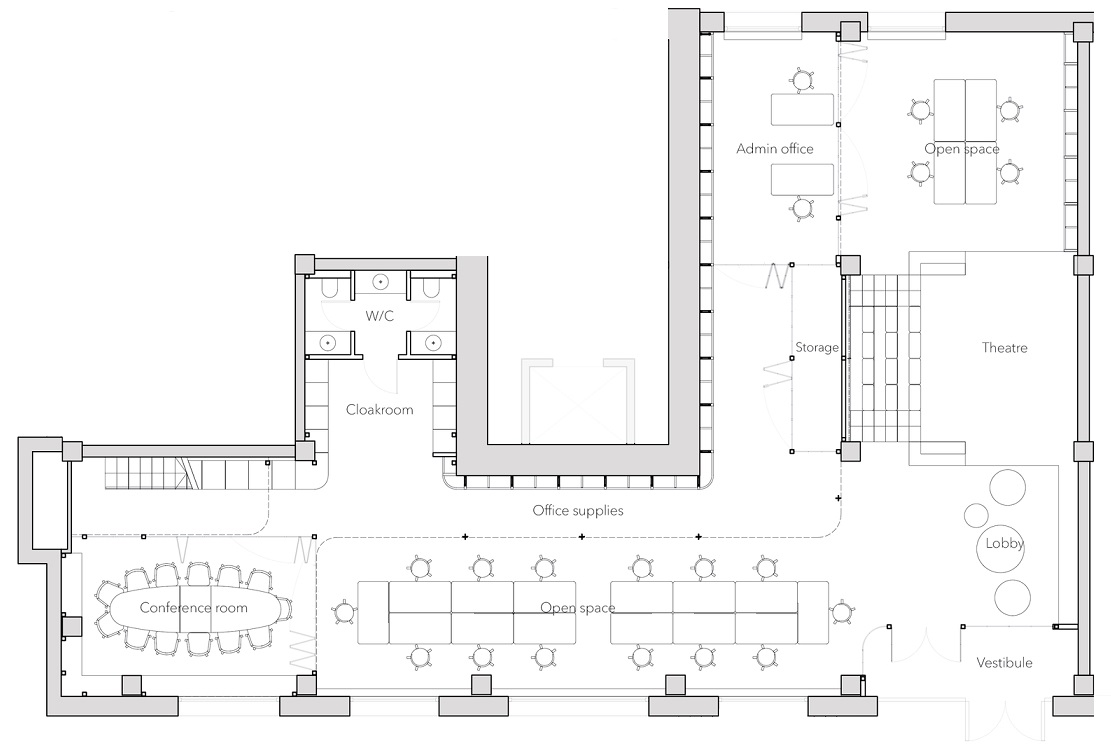 Admin office
Open space
W/C
Storage
Theatre
Cloakroom
Office supplies
Lobby
Conference room
Open space
Vestibule